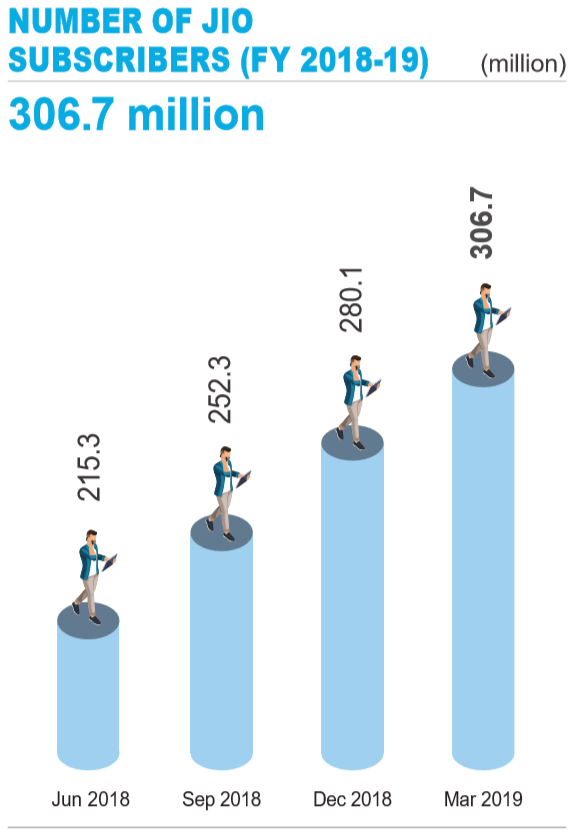 NUMBER OF JIO
SUBSCRIBERS (FY 2018-19) (million)
306.7 million
215.3
252.3
280.1
306.7
Jun 2018 Sep 2018 Dec 2018 Mar 2019